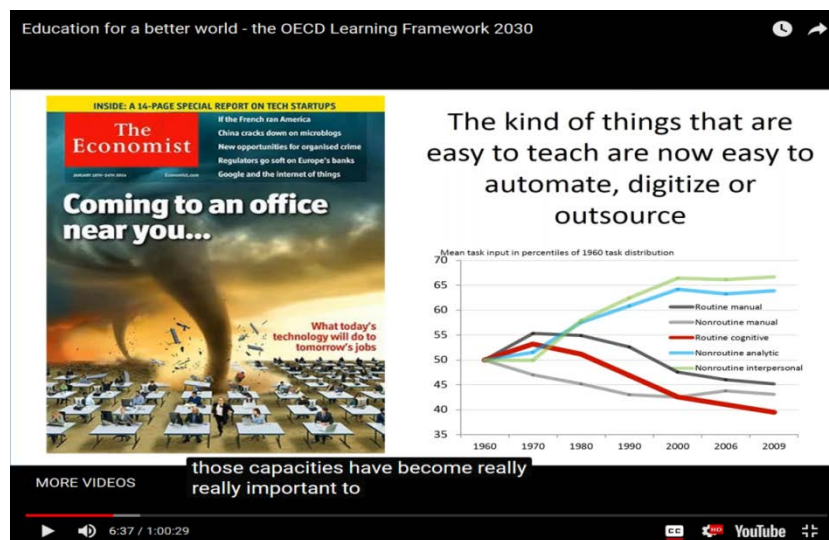 Education for a better world - the OECD Learning Framework 2030
INSIDE: A 14-PAGE SPECIAL REPORT ON TECH STARTUPS
The
Economist
If the French ran America
China cracks down on microblogs
New opportunities for organised crime
Regulators go soft on Europe's banks
Google and the internet of things
Economist.com
Coming to an office
near you...
What today's
technology will do to
tomorrow's jobs
The kind of things that are
easy to teach are now easy to
automate, digitize or
outsource
Mean task input in percentiles of 1960 task distribution
70
65
60
55
50
45
40
35
Routine manual
Nonroutine manual
Routine cognitive
Nonroutine analytic
Nonroutine interpersonal
1960 1970 1980 1990 2000 2006 2009
those capacities have become really
really important to
MORE VIDEOS
6:37 / 1:00:29
CC HD YouTube